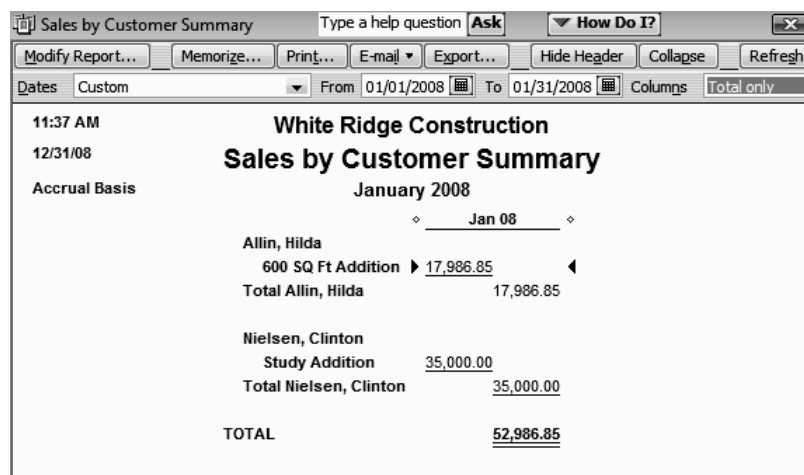 Sales by Customer Summary Type a help question Ask How Do I? x
Modify Report... Memorize... Print... E-mail Export... Hide Header Collapse Refresh
Dates Custom From 01/01/2008 To 01/31/2008 Columns Total only
11:37 AM White Ridge Construction
12/31/08 Sales by Customer Summary
Accrual Basis January 2008
Jan 08
Allin, Hilda
600 SQ Ft Addition 17,986.85
Total Allin, Hilda 17,986.85
Nielsen, Clinton
Study Addition 35,000.00
Total Nielsen, Clinton 35,000.00
TOTAL 52,986.85